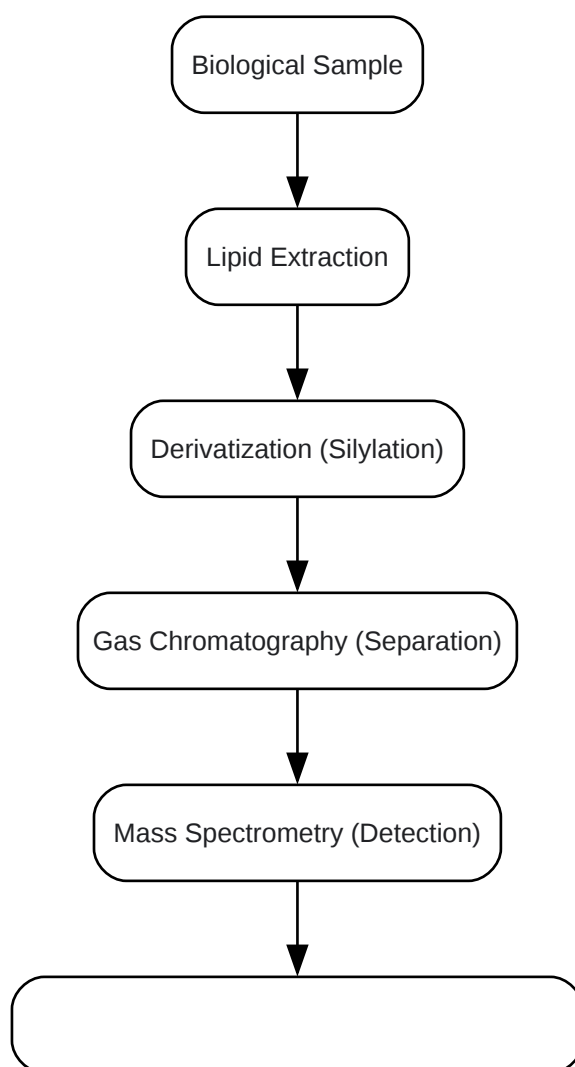 Biological Sample
Lipid Extraction
Derivatization (Silylation)
Gas Chromatography (Separation)
Mass Spectrometry (Detection)